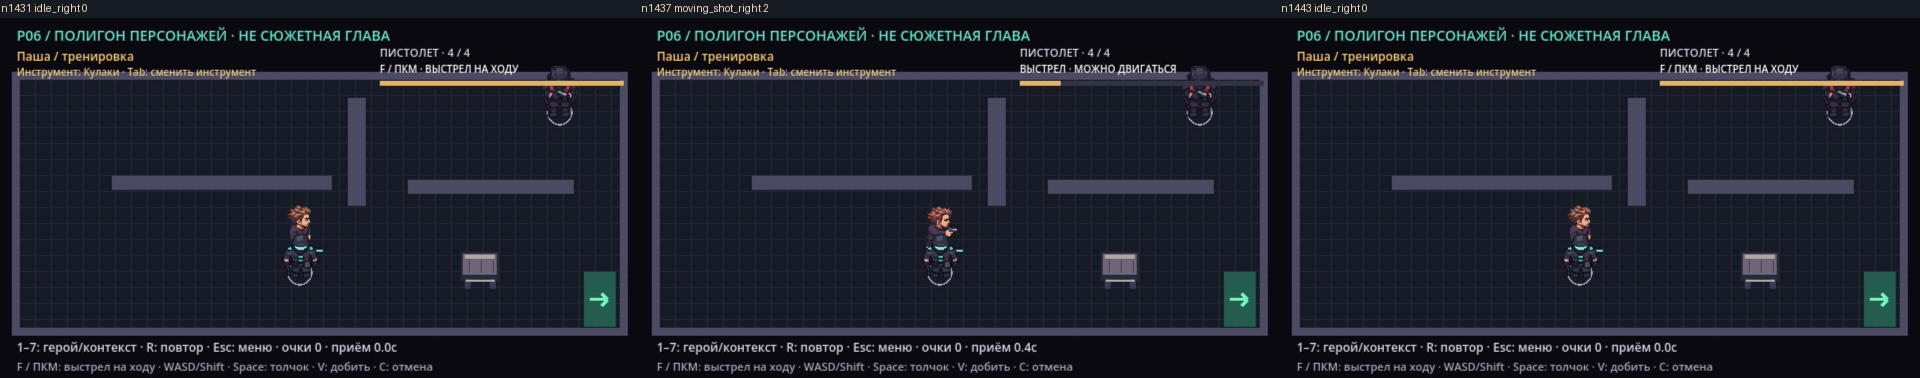 n1431 idle_right 0
P06 / ПОЛИГОН ПЕРСОНАЖЕЙ · НЕ СЮЖЕТНАЯ ГЛАВА
Паша / тренировка
ПИСТОЛЕТ · 4 / 4
Инструмент: Кулаки · Tab: сменить инструмент
F / ПКМ · ВЫСТРЕЛ НА ХОДУ
→
1–7: герой/контекст · R: повтор · Esc: меню · очки 0 · приём 0.0с
F / ПКМ: выстрел на ходу · WASD/Shift · Space: толчок · V: добить · C: отмена
n1437 moving_shot_right 2
P06 / ПОЛИГОН ПЕРСОНАЖЕЙ · НЕ СЮЖЕТНАЯ ГЛАВА
Паша / тренировка
ПИСТОЛЕТ · 4 / 4
Инструмент: Кулаки · Tab: сменить инструмент
ВЫСТРЕЛ · МОЖНО ДВИГАТЬСЯ
→
1–7: герой/контекст · R: повтор · Esc: меню · очки 0 · приём 0.4с
F / ПКМ: выстрел на ходу · WASD/Shift · Space: толчок · V: добить · C: отмена
n1443 idle_right 0
P06 / ПОЛИГОН ПЕРСОНАЖЕЙ · НЕ СЮЖЕТНАЯ ГЛАВА
Паша / тренировка
ПИСТОЛЕТ · 4 / 4
Инструмент: Кулаки · Tab: сменить инструмент
F / ПКМ · ВЫСТРЕЛ НА ХОДУ
→
1–7: герой/контекст · R: повтор · Esc: меню · очки 0 · приём 0.0с
F / ПКМ: выстрел на ходу · WASD/Shift · Space: толчок · V: добить · C: отмена